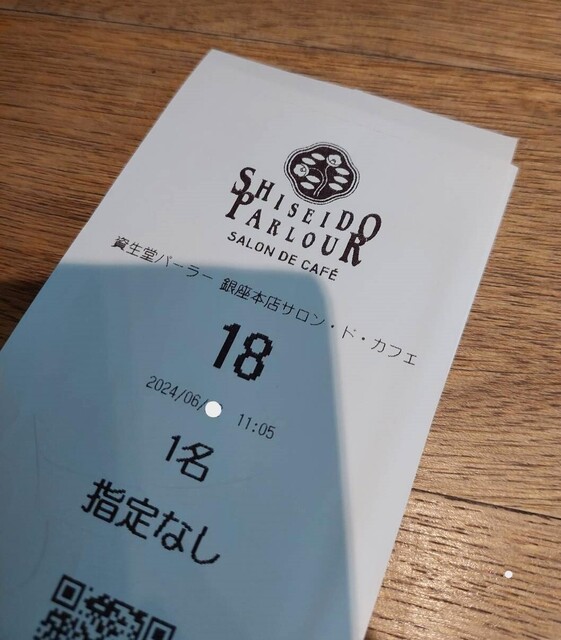 SHISEIDO
PARLOUR
SALON DE CAFÉ
資生堂パーラー 銀座本店サロン・ド・カフェ
18
2024/06/ 11:05
1名
指定なし